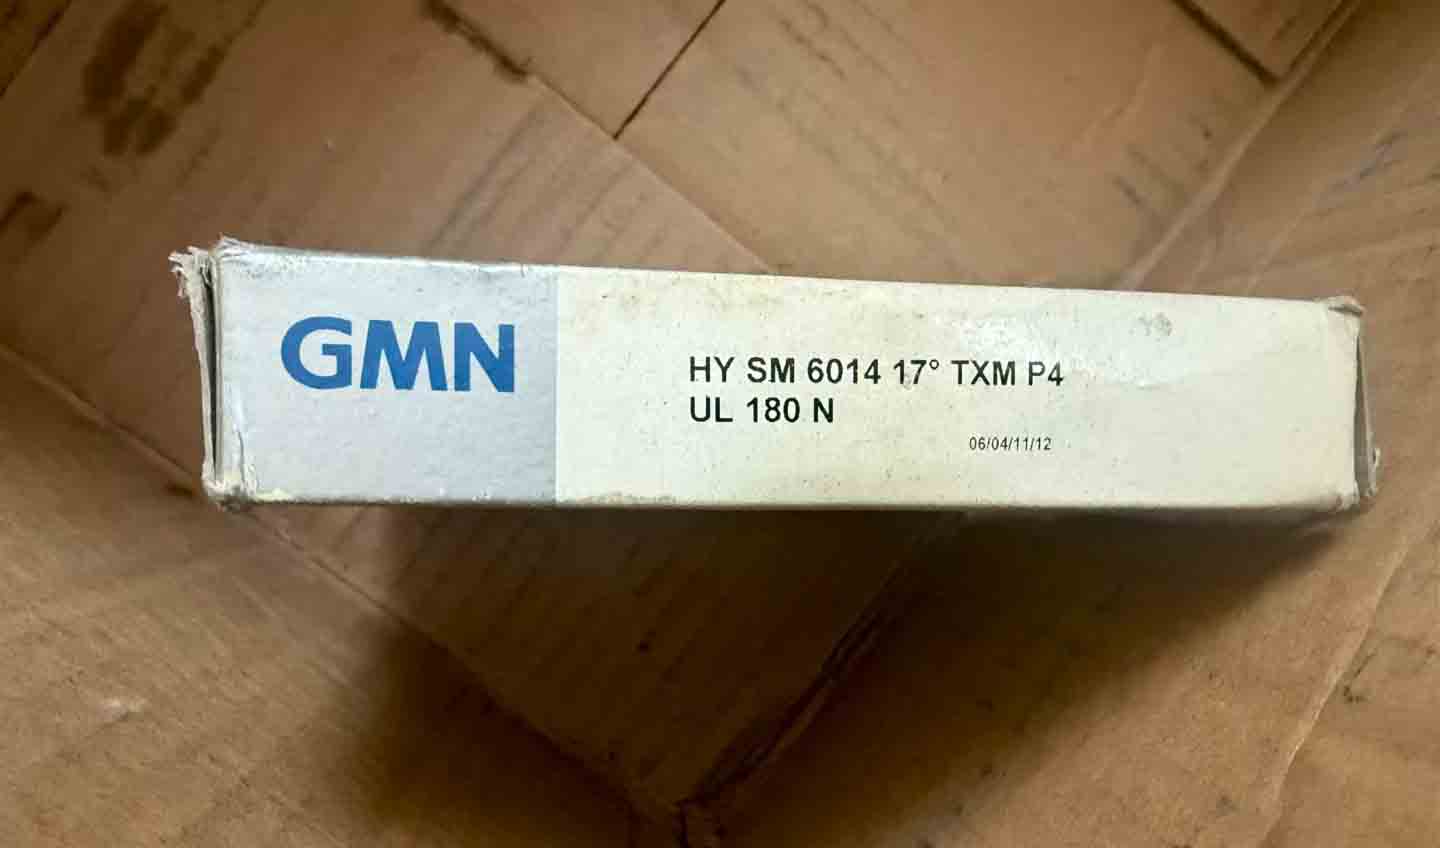 GMN
HY SM 6014 17° TXM P4
UL 180 N
06/04/11/12